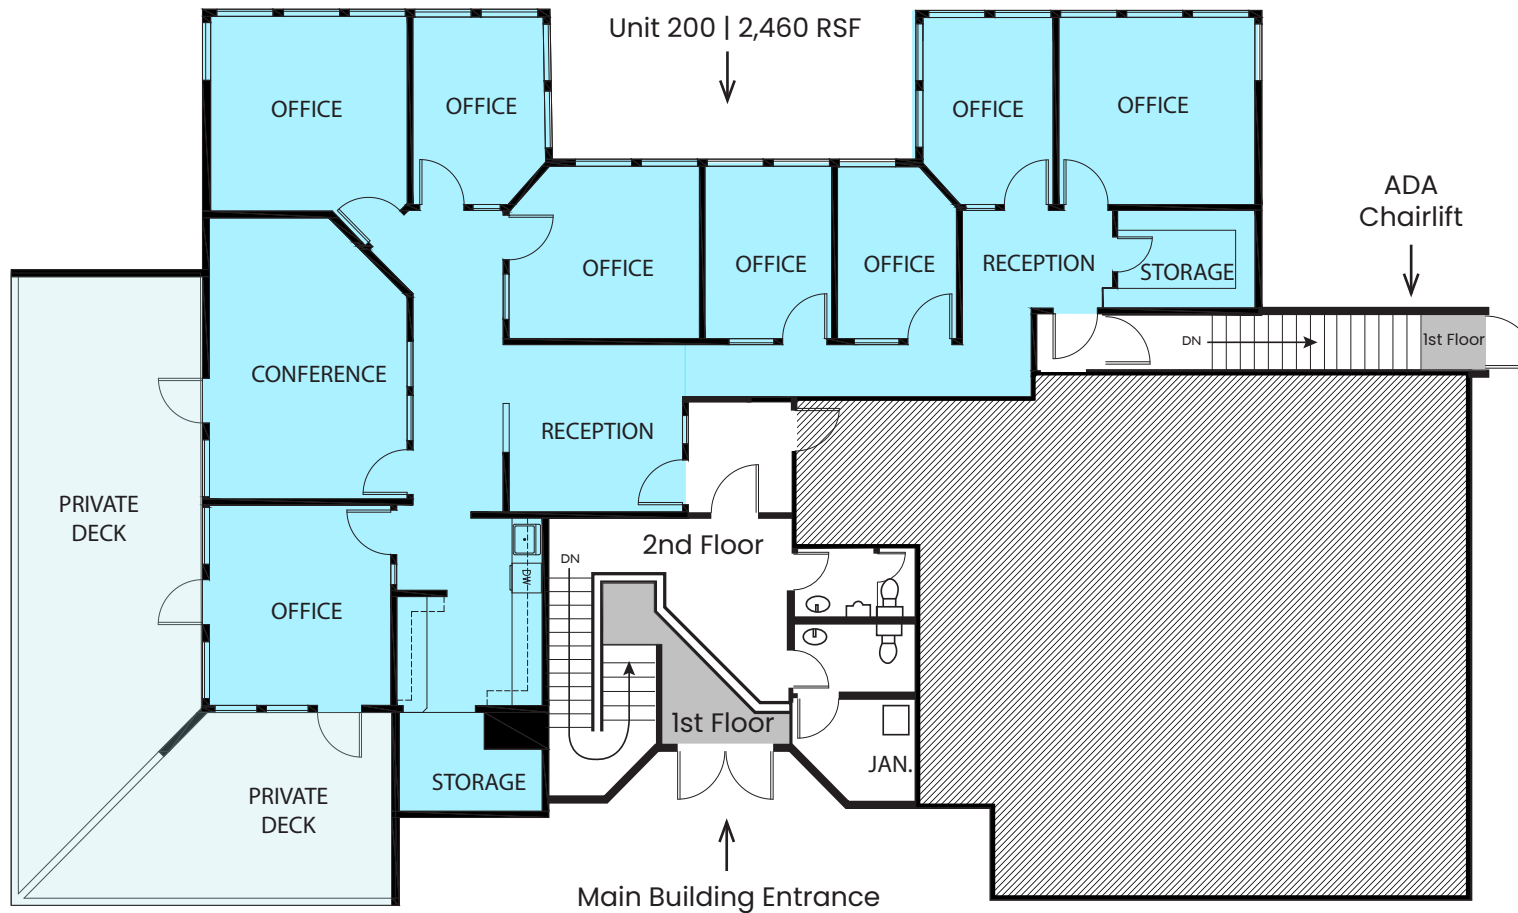 Unit 200 | 2,460 RSF
OFFICE
OFFICE
OFFICE
OFFICE
ADA
Chairlift
OFFICE
OFFICE
OFFICE
RECEPTION
STORAGE
DN
1st Floor
CONFERENCE
RECEPTION
PRIVATE
DECK
2nd Floor
DN
DW
OFFICE
1st Floor
JAN.
STORAGE
PRIVATE
DECK
Main Building Entrance